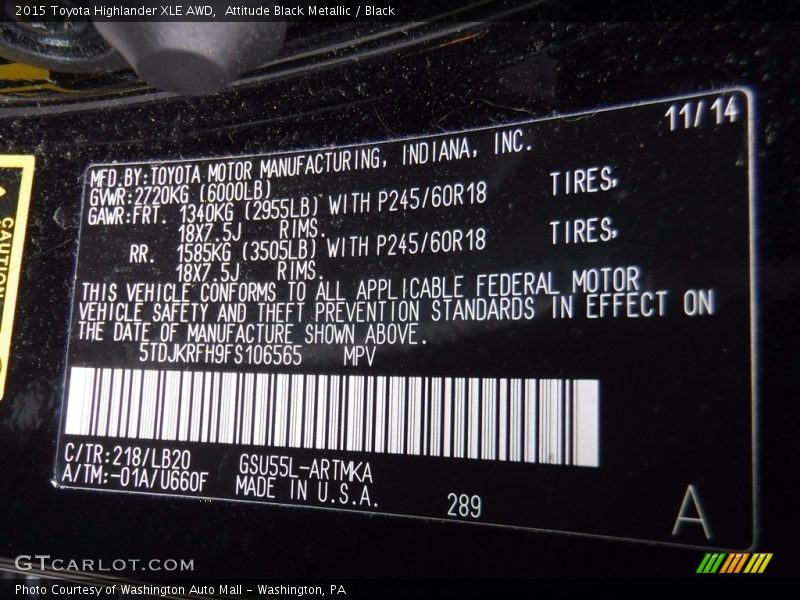 2015 Toyota Highlander XLE AWD,  Attitude Black Metallic / Black
11/14
MFD.BY:TOYOTA MOTOR MANUFACTURING, INDIANA, INC.
GVWR:2720KG (6000LB)
GAWR:FRT. 1340KG (2955LB) WITH P245/60R18 TIRES,
18X7.5J RIMS.
RR. 1585KG (3505LB) WITH P245/60R18 TIRES,
18X7.5J RIMS.
THIS VEHICLE CONFORMS TO ALL APPLICABLE FEDERAL MOTOR
VEHICLE SAFETY AND THEFT PREVENTION STANDARDS IN EFFECT ON
THE DATE OF MANUFACTURE SHOWN ABOVE.
5TDJKRFH9FS106565 MPV
C/TR:218/LB20 GSU55L-ARTMKA
A/TM:-01A/U660F MADE IN U.S.A.
289
A
CAUTION
GTCARLOT.COM
Photo Courtesy of Washington Auto Mall - Washington, PA